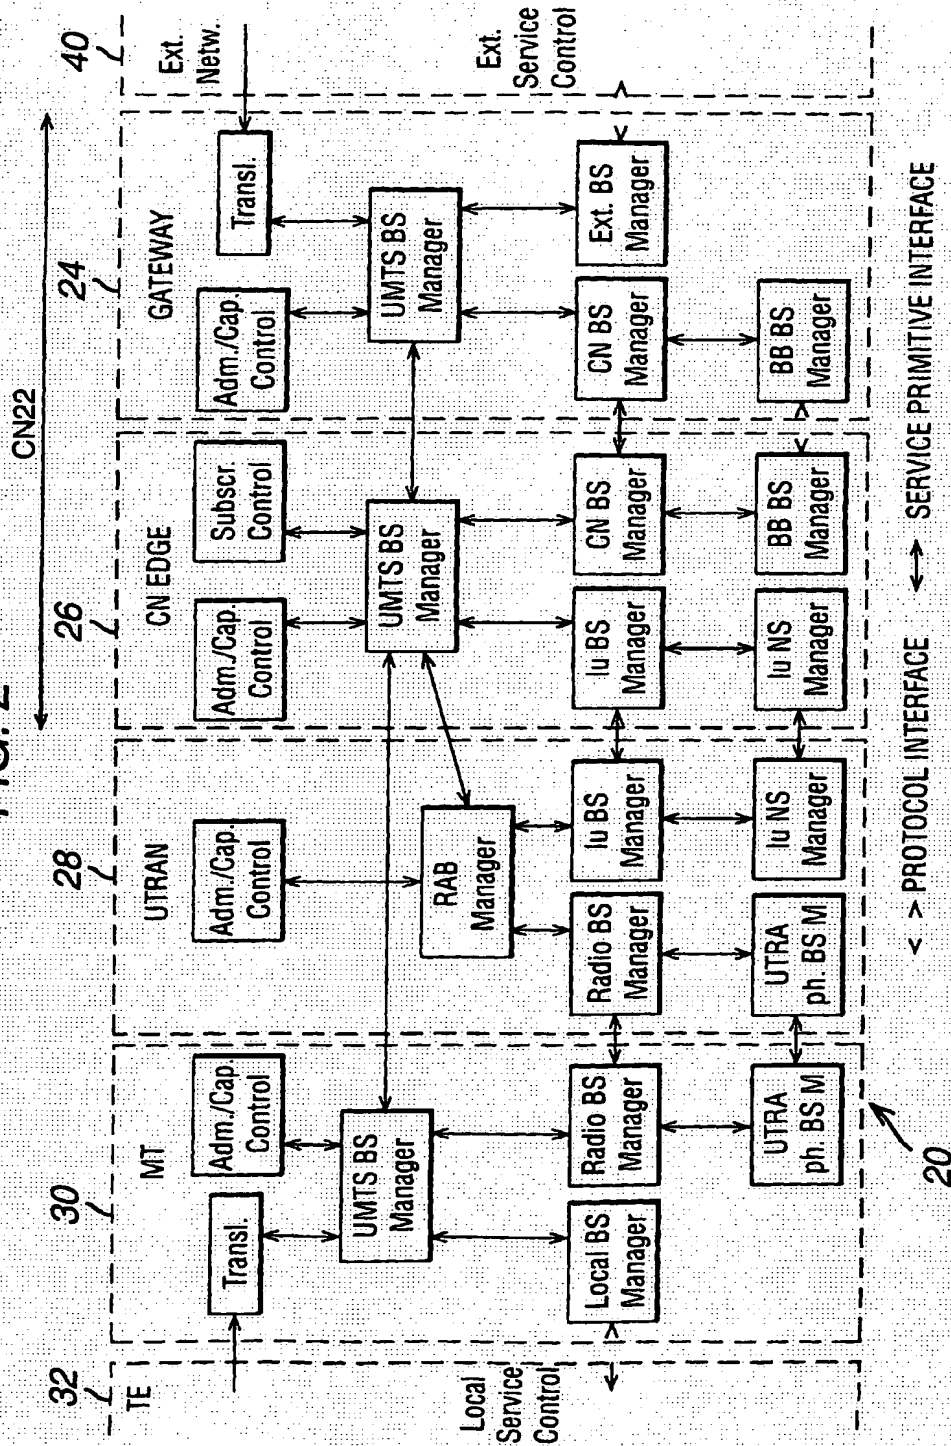 FIG. 2
CN22
32
30
28
26
24
40
TE
MT
UTRAN
CN EDGE
GATEWAY
Ext.
Netw.
Transl.
Adm./Cap.
Control
Adm./Cap.
Control
Adm./Cap.
Control
Subscr.
Control
Adm./Cap.
Control
Transl.
UMTS BS
Manager
RAB
Manager
UMTS BS
Manager
UMTS BS
Manager
Local
Service
Control
Local BS
Manager
Radio BS
Manager
Radio BS
Manager
Iu BS
Manager
Iu BS
Manager
CN BS
Manager
CN BS
Manager
Ext. BS
Manager
Ext.
Service
Control
UTRA
ph. BS M
UTRA
ph. BS M
Iu NS
Manager
Iu NS
Manager
BB BS
Manager
BB BS
Manager
20
< > PROTOCOL INTERFACE
SERVICE PRIMITIVE INTERFACE